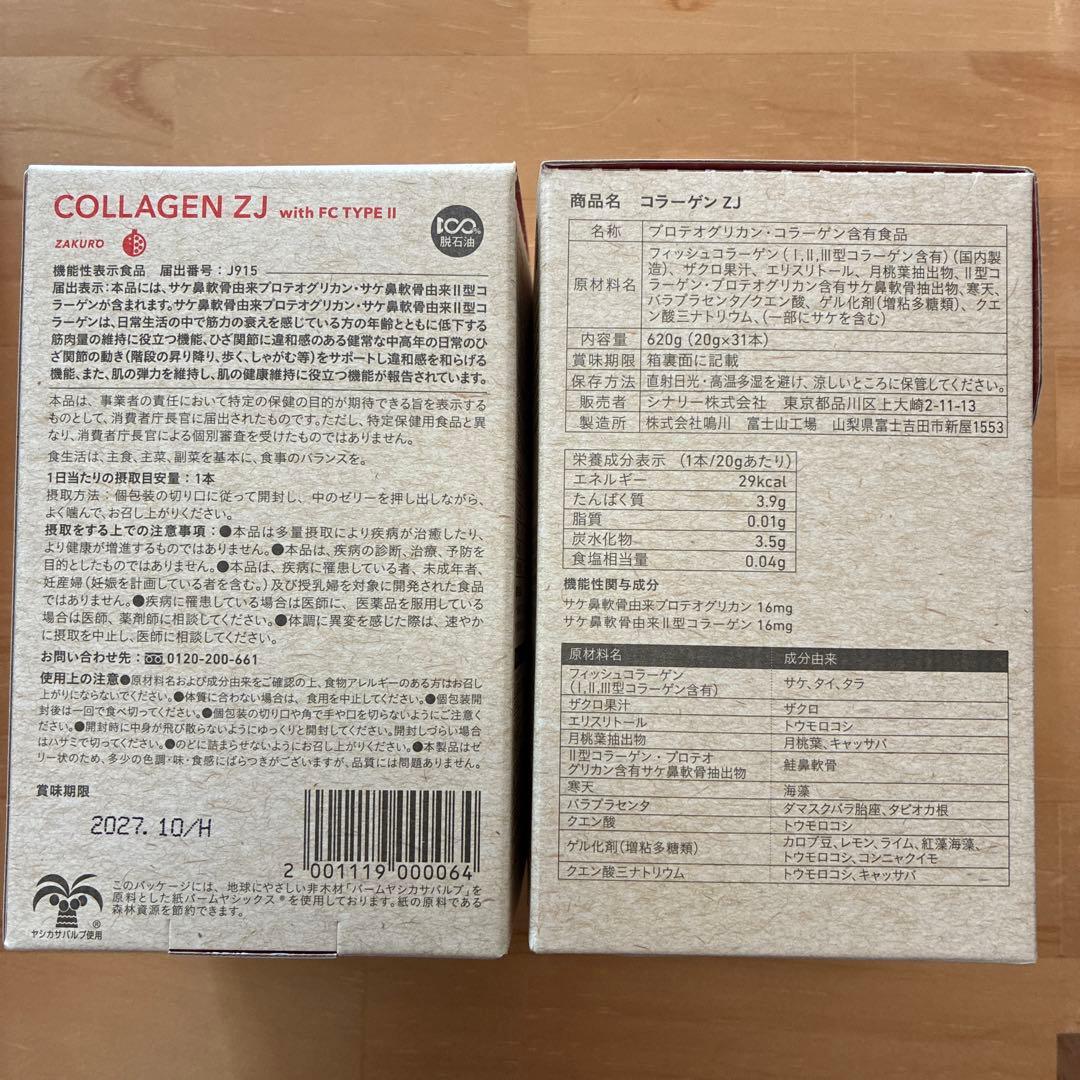 COLLAGEN ZJ with FC TYPE II
ZAKURO
100%
脱石油
機能性表示食品 届出番号：J915
届出表示：本品には、サケ鼻軟骨由来プロテオグリカン・サケ鼻軟骨由来Ⅱ型コ
ラーゲンが含まれます。サケ鼻軟骨由来プロテオグリカン・サケ鼻軟骨由来Ⅱ型
コラーゲンは、日常生活の中で筋力の衰えを感じている方の年齢とともに低下する
筋肉量の維持に役立つ機能、ひざ関節に違和感のある健常な中高年の日常のひ
ざ関節の動き（階段の昇り降り、歩く、しゃがむ等）をサポートし違和感を和らげる
機能、また、肌の弾力を維持し、肌の健康維持に役立つ機能が報告されています。
本品は、事業者の責任において特定の保健の目的が期待できる旨を表示する
ものとして、消費者庁長官に届出されたものです。ただし、特定保健用食品と異
なり、消費者庁長官による個別審査を受けたものではありません。
食生活は、主食、主菜、副菜を基本に、食事のバランスを。
1日当たりの摂取目安量：1本
摂取方法：個包装の切り口に従って開封し、中のゼリーを押し出しながら、
よく噛んで、お召し上がりください。
摂取をする上での注意事項：●本品は多量摂取により疾病が治癒したり、
より健康が増進するものではありません。●本品は、疾病の診断、治療、予防を
目的としたものではありません。●本品は、疾病に罹患している者、未成年者、
妊産婦（妊娠を計画している者を含む。）及び授乳婦を対象に開発された食品
ではありません。●疾病に罹患している場合は医師に、医薬品を服用している
場合は医師、薬剤師に相談してください。●体調に異変を感じた際は、速やか
に摂取を中止し、医師に相談してください。
お問い合わせ先：0120-200-661
使用上の注意●原材料名および成分由来をご確認の上、食物アレルギーのある方はお召し
上がりにならないでください。●体質に合わない場合は、食用を中止してください。●個包装開
封後は一回で食べ切ってください。●個包装の切り口や角で手や口を切らないようにご注意く
ださい。●開封時に中身が飛び散らないようにゆっくりと開封してください。開封しづらい場合
はハサミで切ってください。●のどに詰まらせないようにお召し上がりください。●本製品はゼ
リー状のため、多少の色調・味・食感にばらつきがございますが、品質には問題ありません。
賞味期限
2027.10/H
2 001119 000064
このパッケージには、地球にやさしい非木材「パームヤシカサパルプ」を
原料とした紙パームヤシックス®を使用しております。紙の原料である
森林資源を節約できます。
®
ヤシカサパルプ使用
商品名 コラーゲン ZJ
名称 プロテオグリカン・コラーゲン含有食品
原材料名 フィッシュコラーゲン（Ⅰ,Ⅱ,Ⅲ型コラーゲン含有）（国内製
造）、ザクロ果汁、エリスリトール、月桃葉抽出物、Ⅱ型コ
ラーゲン・プロテオグリカン含有サケ鼻軟骨抽出物、寒天、
バラプラセンタ/クエン酸、ゲル化剤（増粘多糖類）、クエ
ン酸三ナトリウム、（一部にサケを含む）
内容量 620g（20g×31本）
賞味期限 箱裏面に記載
保存方法 直射日光・高温多湿を避け、涼しいところに保管してください。
販売者 シナリー株式会社 東京都品川区上大崎2-11-13
製造所 株式会社鳴川 富士山工場 山梨県富士吉田市新屋1553
栄養成分表示（1本/20gあたり）
エネルギー 29kcal
たんぱく質 3.9g
脂質 0.01g
炭水化物 3.5g
食塩相当量 0.04g
機能性関与成分
サケ鼻軟骨由来プロテオグリカン 16mg
サケ鼻軟骨由来Ⅱ型コラーゲン 16mg
原材料名 成分由来
フィッシュコラーゲン
（Ⅰ,Ⅱ,Ⅲ型コラーゲン含有） サケ、タイ、タラ
ザクロ果汁 ザクロ
エリスリトール トウモロコシ
月桃葉抽出物 月桃葉、キャッサバ
Ⅱ型コラーゲン・プロテオ
グリカン含有サケ鼻軟骨抽出物 鮭鼻軟骨
寒天 海藻
バラプラセンタ ダマスクバラ胎座、タピオカ根
クエン酸 トウモロコシ
ゲル化剤（増粘多糖類） カロブ豆、レモン、ライム、紅藻海藻、
トウモロコシ、コンニャクイモ
クエン酸三ナトリウム トウモロコシ、キャッサバ